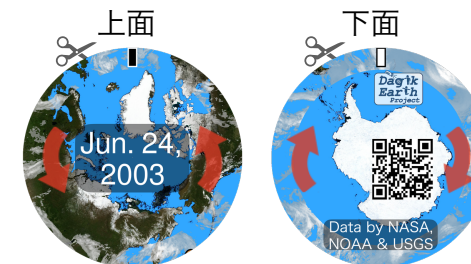 上面
下面
Jun. 24,
2003
Dagik
Earth
Project
Data by NASA,
NOAA & USGS